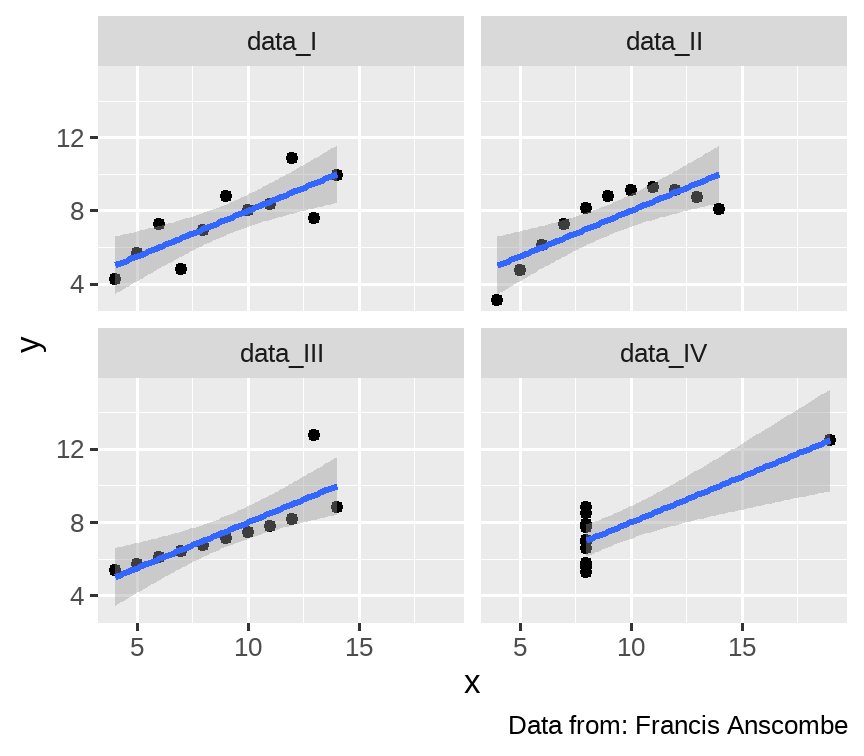 data_I
data_II
12
8
4
y
data_III
data_IV
12
8
4
5 10 15
5 10 15
x
Data from: Francis Anscombe